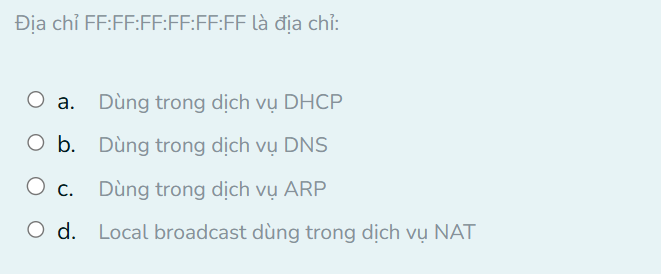 Địa chỉ FF:FF:FF:FF:FF:FF là địa chỉ:
a. Dùng trong dịch vụ DHCP
b. Dùng trong dịch vụ DNS
c. Dùng trong dịch vụ ARP
d. Local broadcast dùng trong dịch vụ NAT